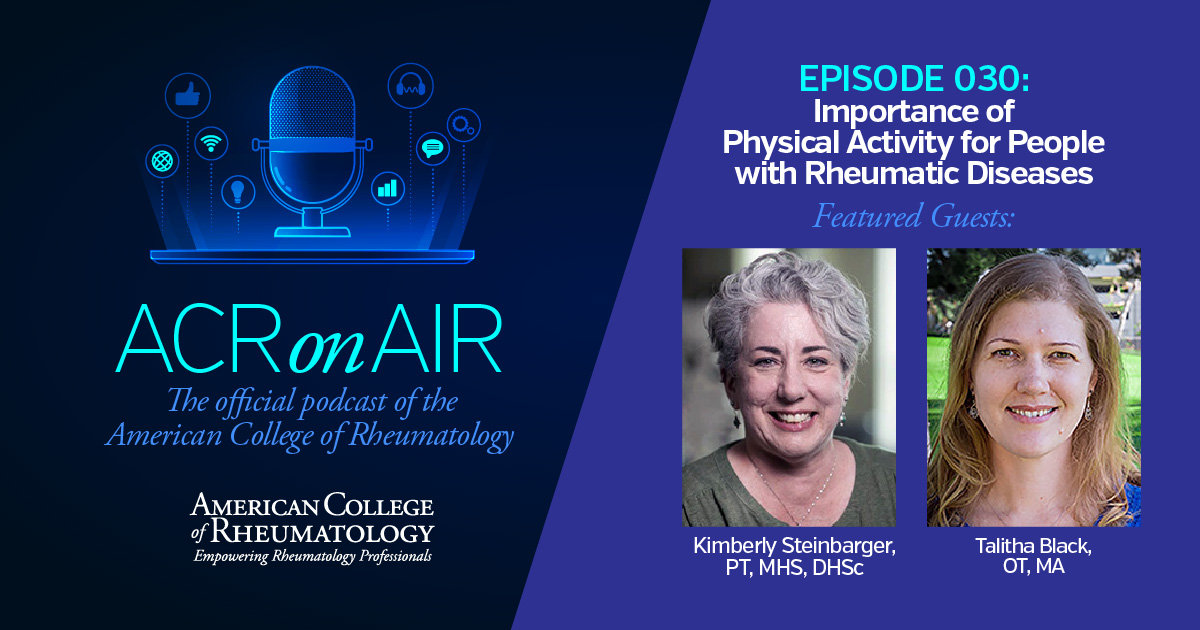 ACR on AIR
The official podcast of the
American College of Rheumatology
AMERICAN COLLEGE
of RHEUMATOLOGY
Empowering Rheumatology Professionals
EPISODE 030:
Importance of
Physical Activity for People
with Rheumatic Diseases
Featured Guests:
Kimberly Steinbarger,
PT, MHS, DHSc
Talitha Black,
OT, MA